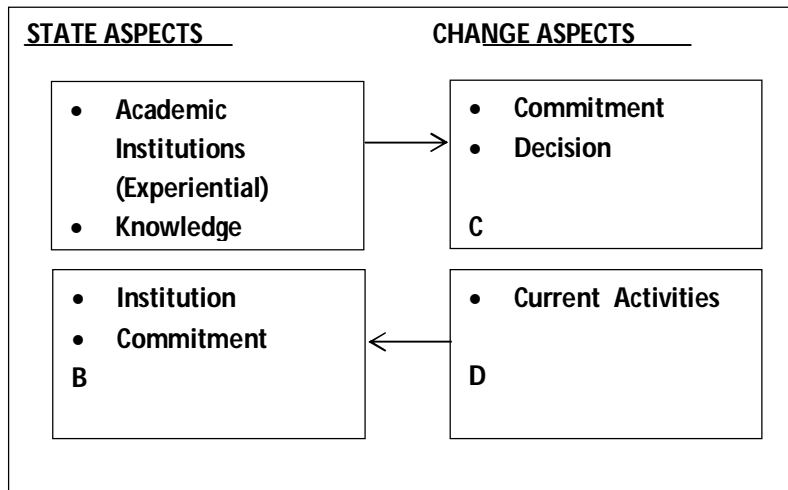 STATE ASPECTS
CHANGE ASPECTS
• Academic
Institutions
(Experiential)
• Knowledge
• Commitment
• Decision
C
• Institution
• Commitment
B
• Current Activities
D